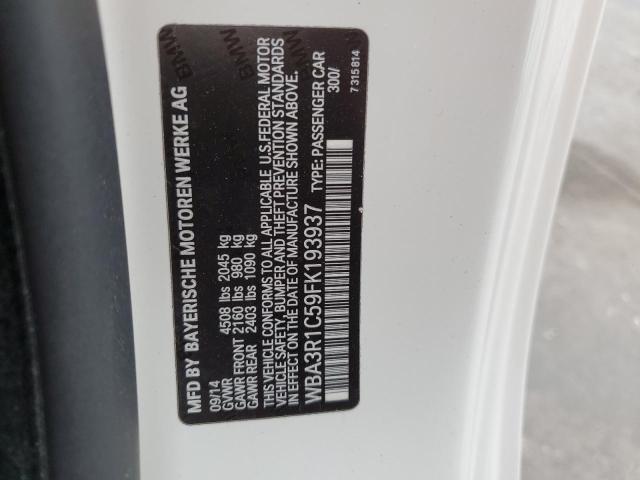 MFD BY BAYERISCHE MOTOREN WERKE AG
BMW BMW
09/14
GVWR 4508 lbs 2045 kg
GAWR FRONT 2160 lbs 980 kg
GAWR REAR 2403 lbs 1090 kg
THIS VEHICLE CONFORMS TO ALL APPLICABLE U.S.FEDERAL MOTOR
VEHICLE SAFETY, BUMPER AND THEFT PREVENTION STANDARDS
IN EFFECT ON THE DATE OF MANUFACTURE SHOWN ABOVE.
WBA3R1C59FK193937 TYPE: PASSENGER CAR
300/
7 315 814